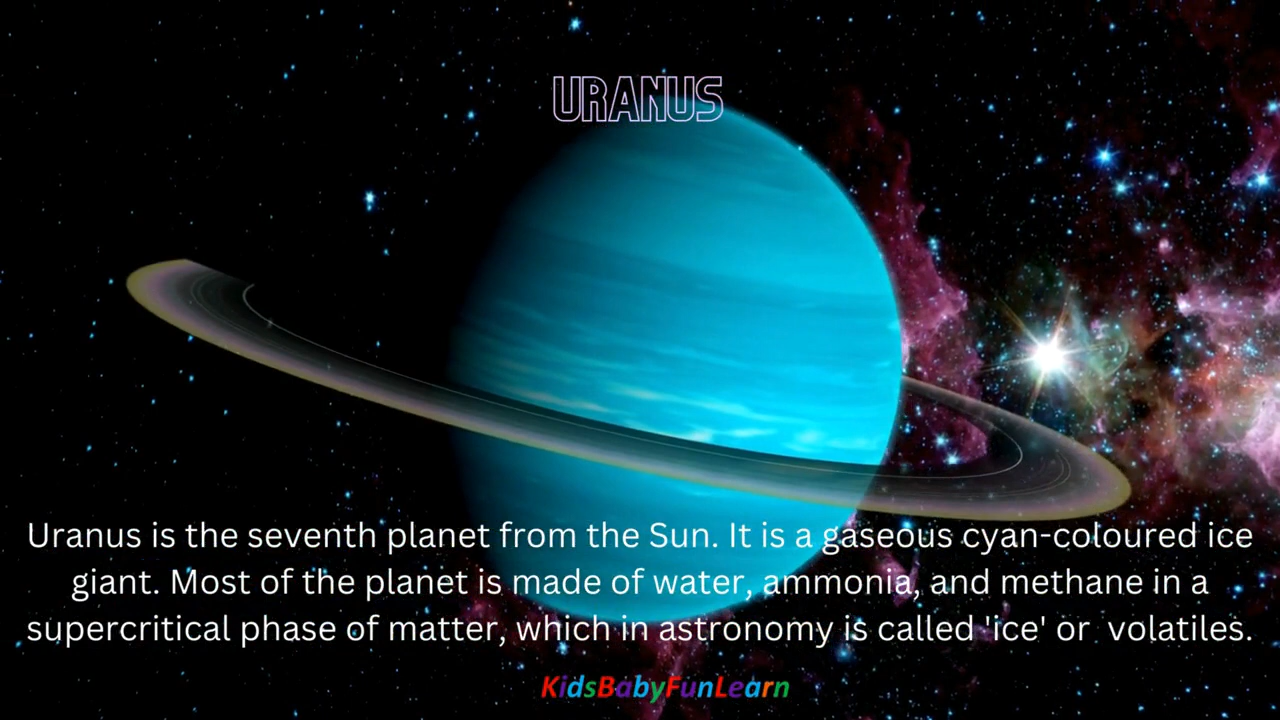 URANUS
Uranus is the seventh planet from the Sun. It is a gaseous cyan-coloured ice
giant. Most of the planet is made of water, ammonia, and methane in a
supercritical phase of matter, which in astronomy is called 'ice' or  volatiles.
KidsBabyFunLearn